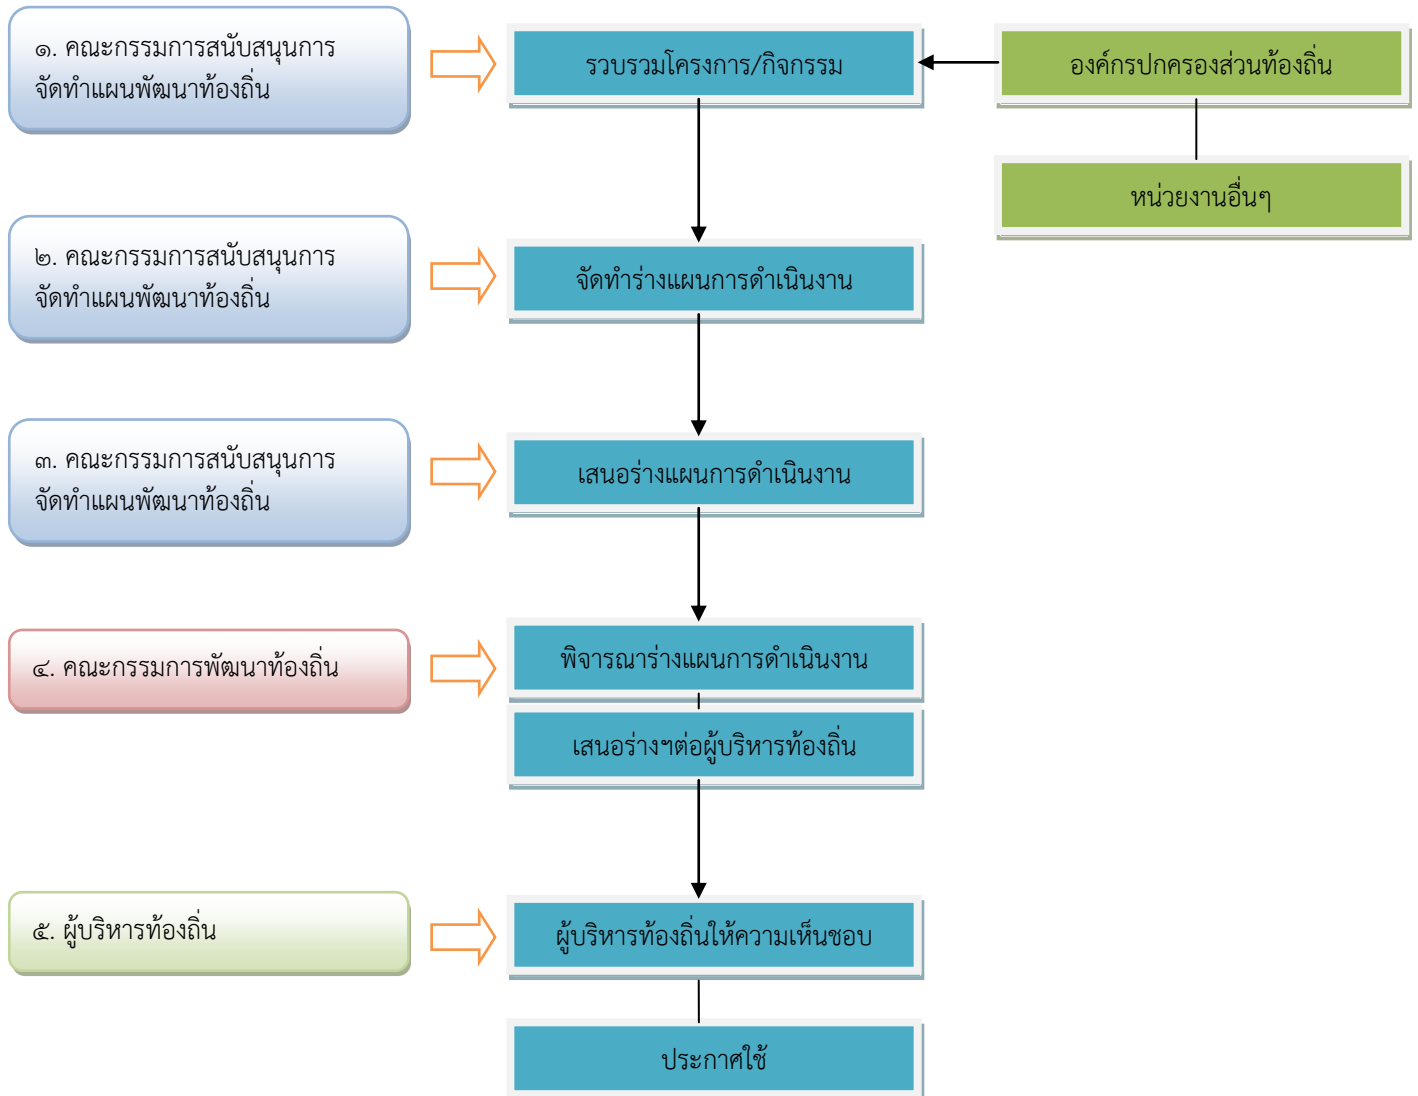 ๑. คณะกรรมการสนับสนุนการ
จัดทำแผนพัฒนาท้องถิ่น
รวบรวมโครงการ/กิจกรรม
องค์กรปกครองส่วนท้องถิ่น
หน่วยงานอื่นๆ
๒. คณะกรรมการสนับสนุนการ
จัดทำแผนพัฒนาท้องถิ่น
จัดทำร่างแผนการดำเนินงาน
๓. คณะกรรมการสนับสนุนการ
จัดทำแผนพัฒนาท้องถิ่น
เสนอร่างแผนการดำเนินงาน
๔. คณะกรรมการพัฒนาท้องถิ่น
พิจารณาร่างแผนการดำเนินงาน
เสนอร่างฯต่อผู้บริหารท้องถิ่น
๕. ผู้บริหารท้องถิ่น
ผู้บริหารท้องถิ่นให้ความเห็นชอบ
ประกาศใช้